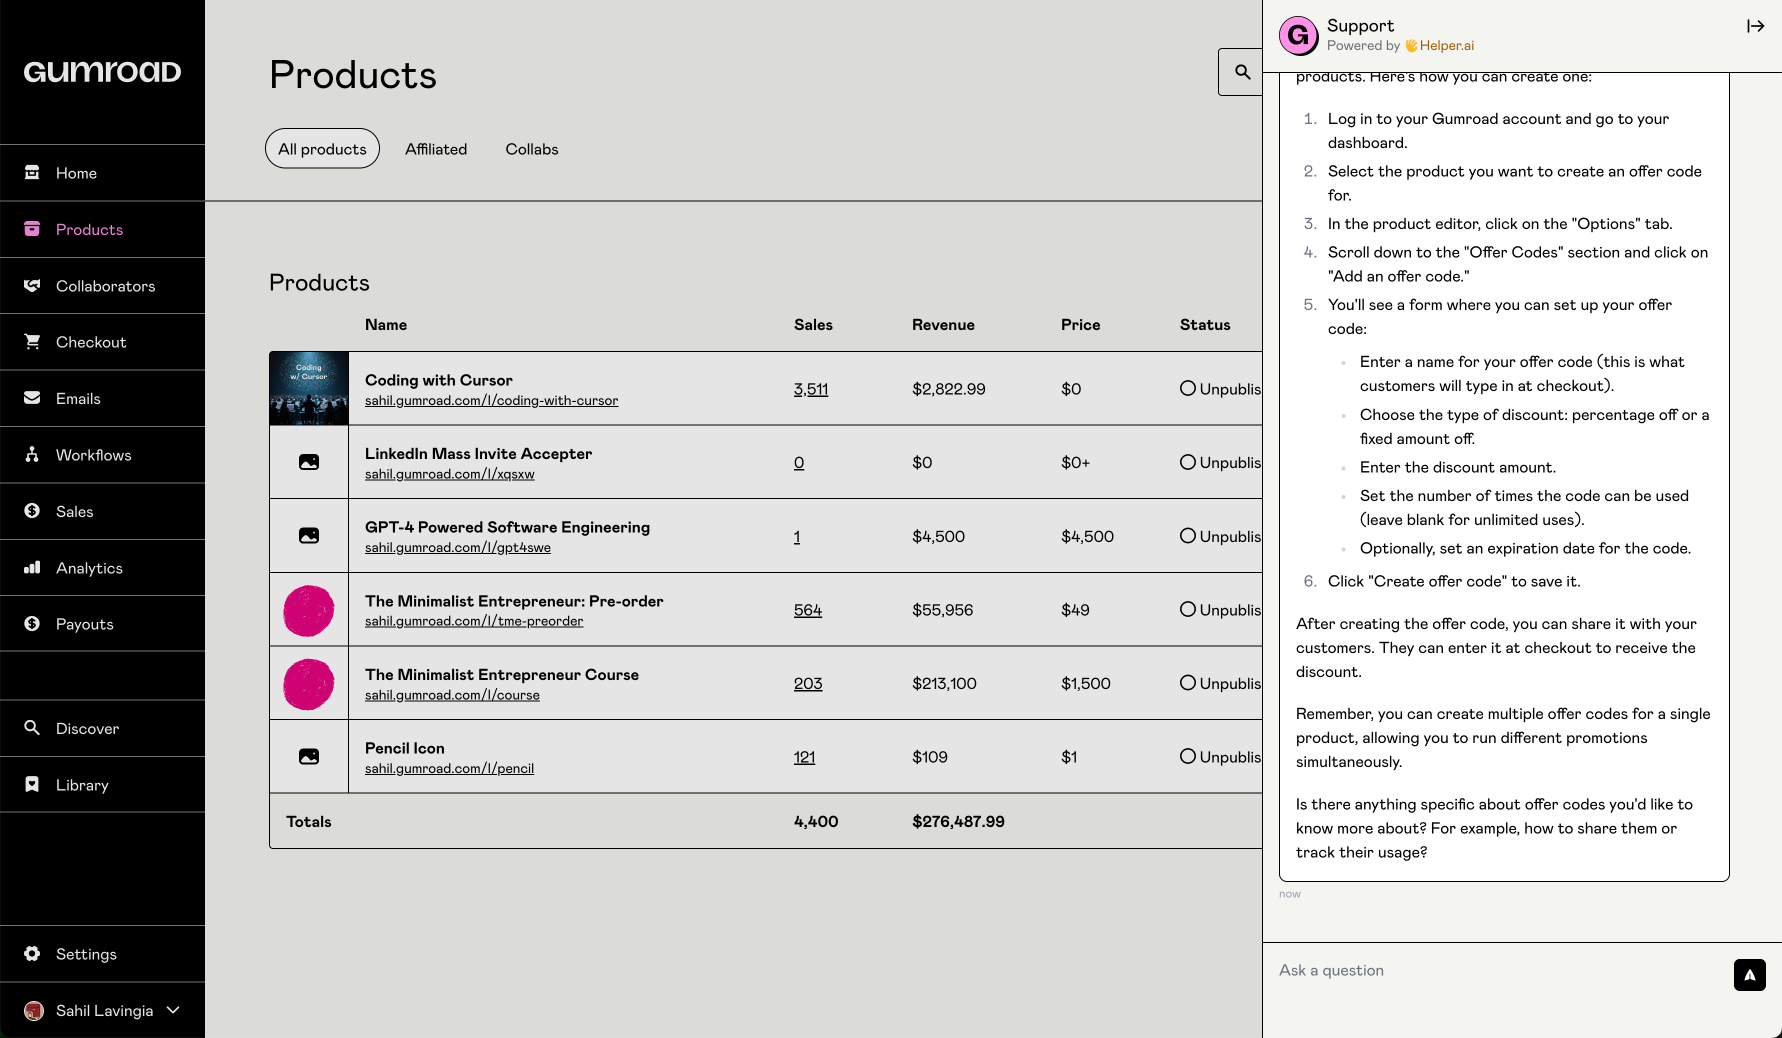 GUMROAD
Home
Products
Collaborators
Checkout
Emails
Workflows
Sales
Analytics
Payouts
Discover
Library
Settings
Sahil Lavingia
Products
All products Affiliated Collabs
Products
Name Sales Revenue Price Status
Coding
w/ Cursor
Coding with Cursor
sahil.gumroad.com/l/coding-with-cursor
3,511 $2,822.99 $0 Unpublis
LinkedIn Mass Invite Accepter
sahil.gumroad.com/l/xqsxw
0 $0 $0+ Unpublis
GPT-4 Powered Software Engineering
sahil.gumroad.com/l/gpt4swe
1 $4,500 $4,500 Unpublis
The Minimalist Entrepreneur: Pre-order
sahil.gumroad.com/l/tme-preorder
564 $55,956 $49 Unpublis
The Minimalist Entrepreneur Course
sahil.gumroad.com/l/course
203 $213,100 $1,500 Unpublis
Pencil Icon
sahil.gumroad.com/l/pencil
121 $109 $1 Unpublis
Totals 4,400 $276,487.99
G
Support
Powered by Helper.ai
products. Here's how you can create one:
1. Log in to your Gumroad account and go to your
dashboard.
2. Select the product you want to create an offer code
for.
3. In the product editor, click on the "Options" tab.
4. Scroll down to the "Offer Codes" section and click on
"Add an offer code."
5. You'll see a form where you can set up your offer
code:
• Enter a name for your offer code (this is what
customers will type in at checkout).
• Choose the type of discount: percentage off or a
fixed amount off.
• Enter the discount amount.
• Set the number of times the code can be used
(leave blank for unlimited uses).
• Optionally, set an expiration date for the code.
6. Click "Create offer code" to save it.
After creating the offer code, you can share it with your
customers. They can enter it at checkout to receive the
discount.
Remember, you can create multiple offer codes for a single
product, allowing you to run different promotions
simultaneously.
Is there anything specific about offer codes you'd like to
know more about? For example, how to share them or
track their usage?
now
Ask a question